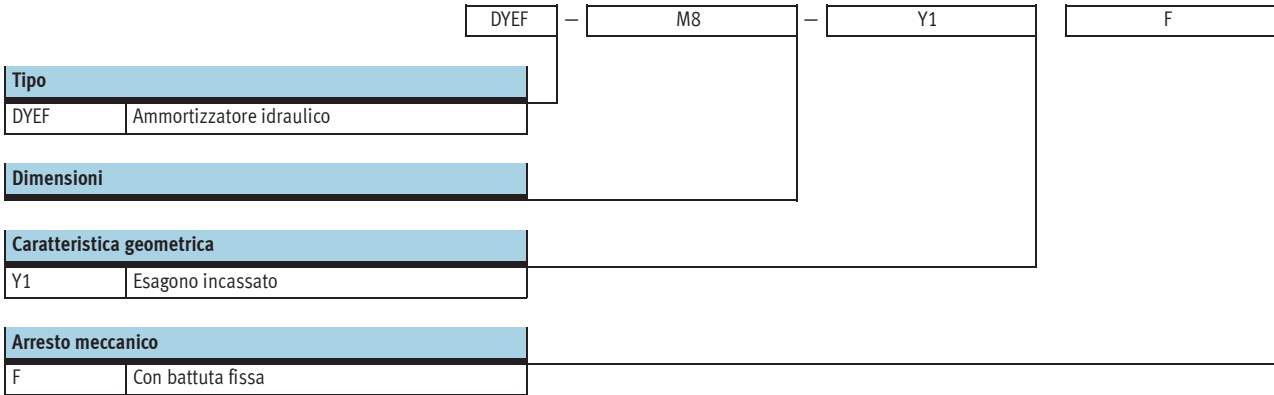 DYEF – M8 – Y1 F
Tipo
DYEF Ammortizzatore idraulico
Dimensioni
Caratteristica geometrica
Y1 Esagono incassato
Arresto meccanico
F Con battuta fissa